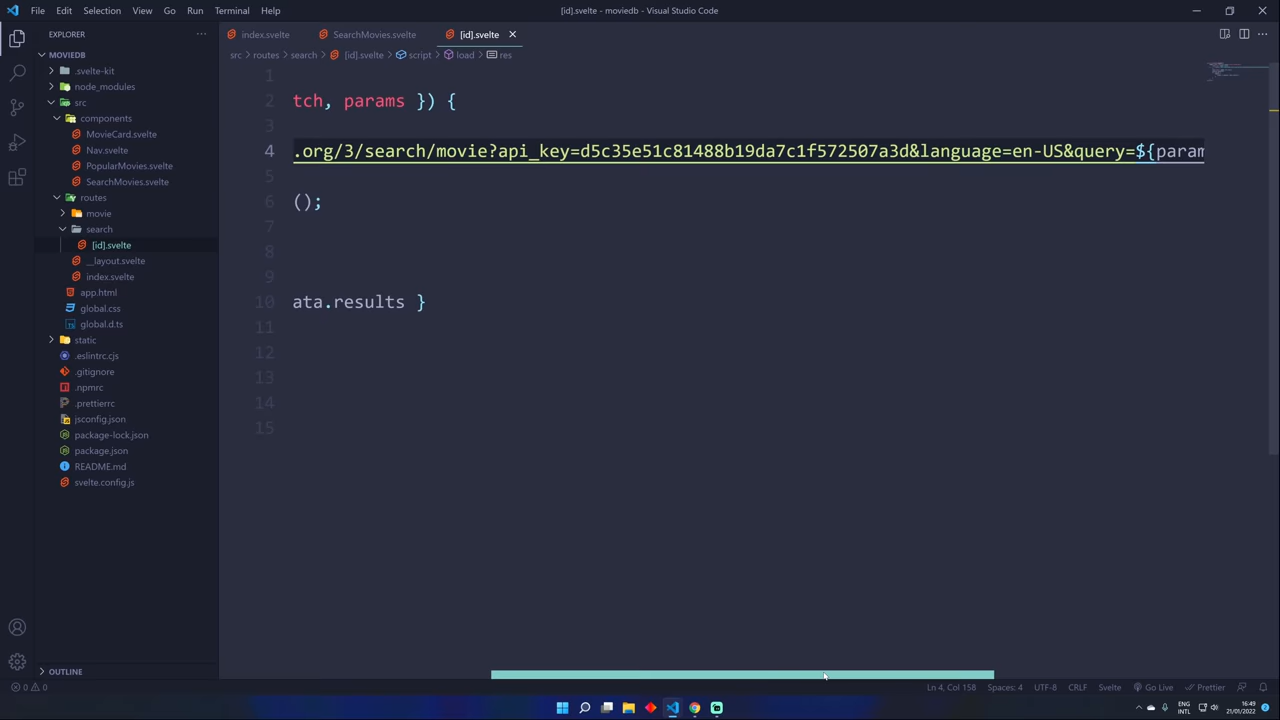 File Edit Selection View Go Run Terminal Help
[id].svelte - moviedb - Visual Studio Code
EXPLORER
MOVIEDB
.svelte-kit
node_modules
src
components
MovieCard.svelte
Nav.svelte
PopularMovies.svelte
SearchMovies.svelte
routes
movie
search
[id].svelte
__layout.svelte
index.svelte
app.html
global.css
global.d.ts
static
.eslintrc.cjs
.gitignore
.npmrc
.prettierrc
jsconfig.json
package-lock.json
package.json
README.md
svelte.config.js
OUTLINE
index.svelte SearchMovies.svelte [id].svelte
src > routes > search > [id].svelte > script > load > res
1
2 tch, params }) {
3
4 .org/3/search/movie?api_key=d5c35e51c81488b19da7c1f572507a3d&language=en-US&query=${param
5
6 ();
7
8
9
10 ata.results }
11
12
13
14
15
0 0 Ln 4, Col 158 Spaces: 4 UTF-8 CRLF Svelte Go Live Prettier
ENG
INTL
16:49
21/01/2022